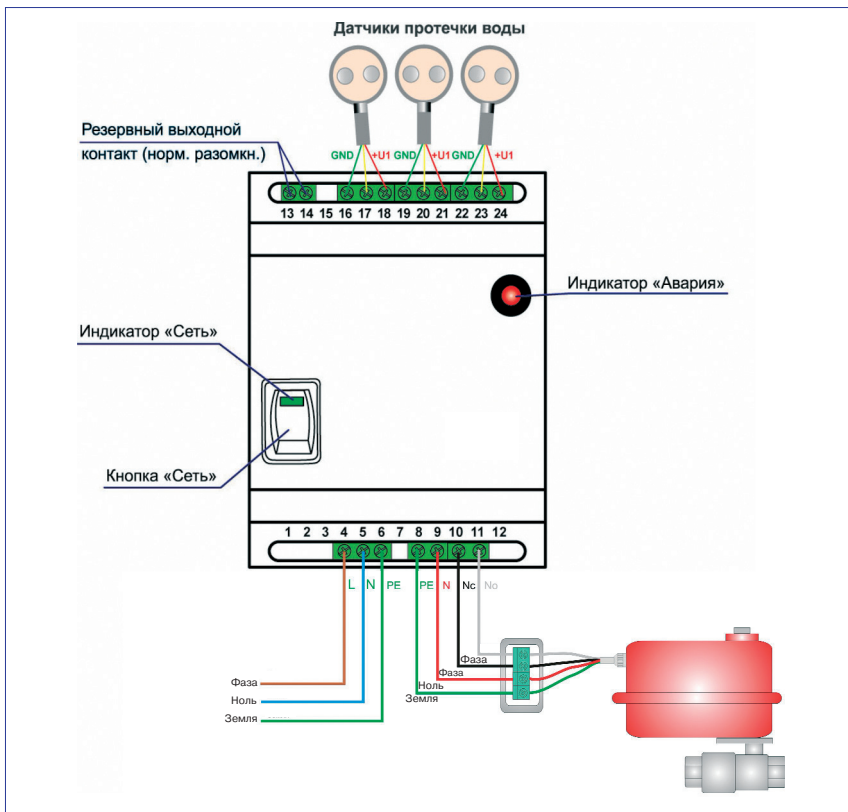 Датчики протечки воды
Резервный выходной
контакт (норм. разомкн.)
GND +U1 GND +U1 GND +U1
13 14 15 16 17 18 19 20 21 22 23 24
Индикатор «Авария»
Индикатор «Сеть»
Кнопка «Сеть»
1 2 3 4 5 6 7 8 9 10 11 12
L N PE PE N Nc No
Фаза
Фаза
Фаза
Ноль
Ноль
Земля
Земля